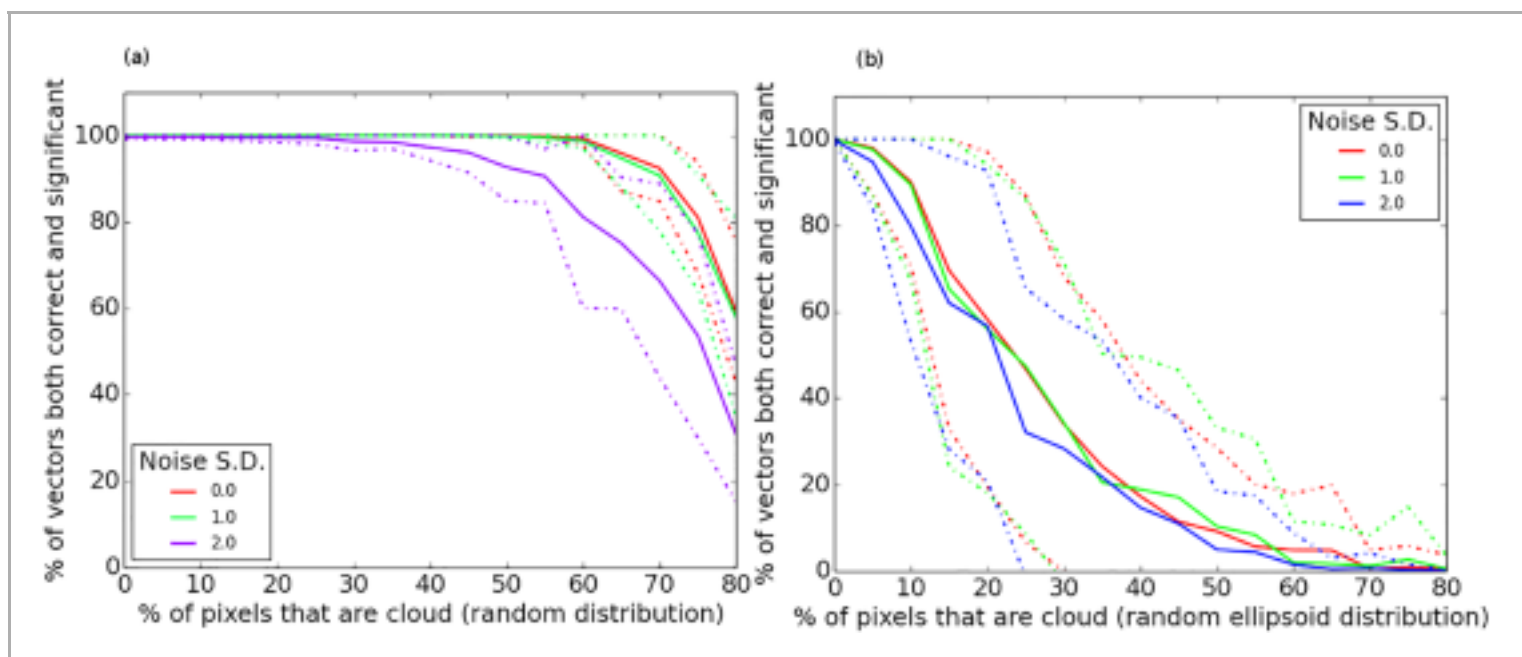 (a)
% of vectors both correct and significant
100
80
60
40
20
0
Noise S.D.
0.0
1.0
2.0
0 10 20 30 40 50 60 70 80
% of pixels that are cloud (random distribution)
(b)
% of vectors both correct and significant
100
80
60
40
20
0
Noise S.D.
0.0
1.0
2.0
0 10 20 30 40 50 60 70 80
% of pixels that are cloud (random ellipsoid distribution)